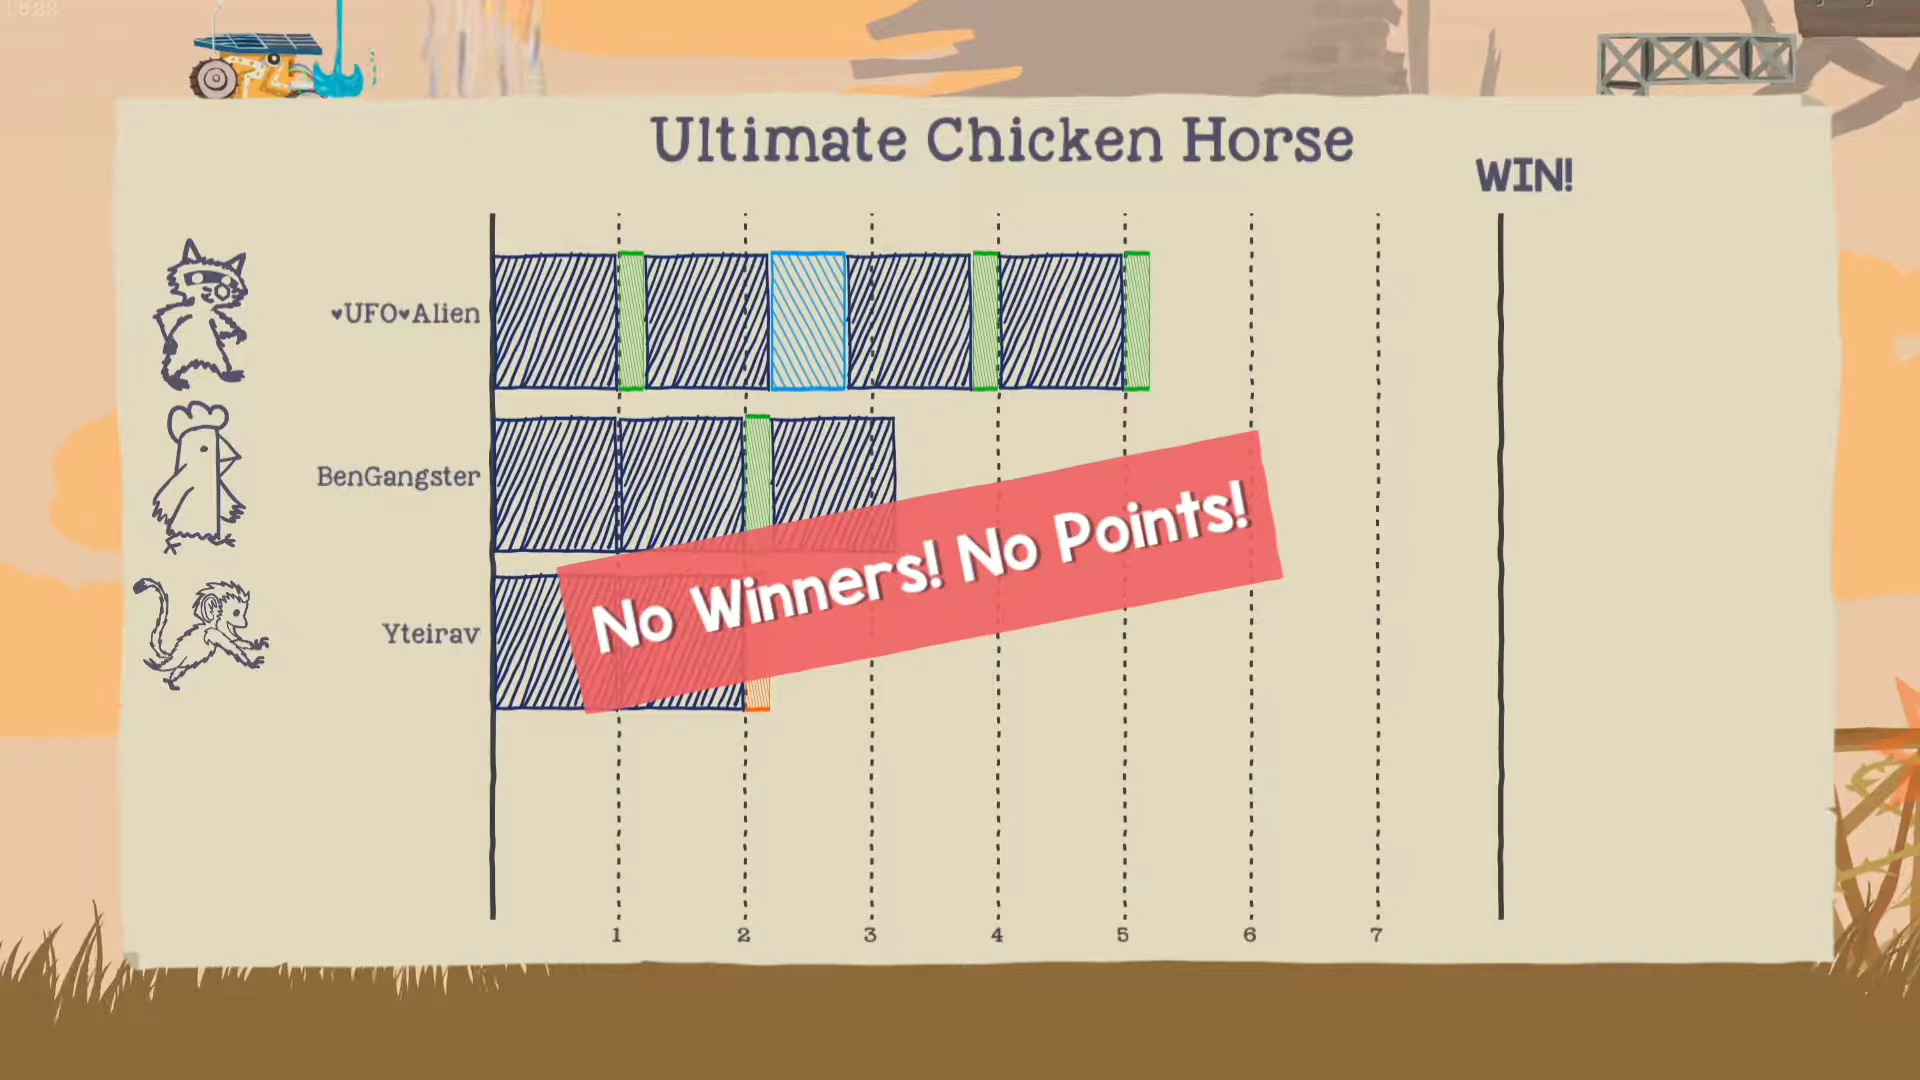 Ultimate Chicken Horse
WIN!
♥UFO♥Alien
BenGangster
No Winners! No Points!
Yteirav
1 2 3 4 5 6 7